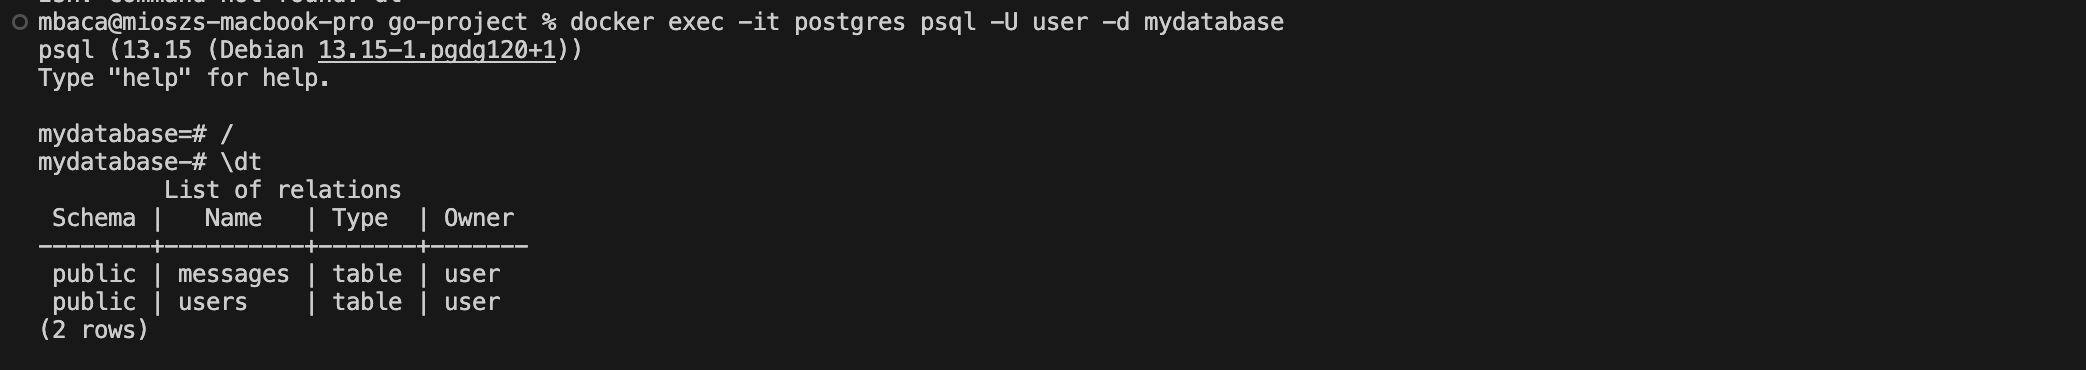 mbaca@mioszs-macbook-pro go-project % docker exec -it postgres psql -U user -d mydatabase
psql (13.15 (Debian 13.15-1.pgdg120+1))
Type "help" for help.
mydatabase=# /
mydatabase-# \dt
List of relations
Schema | Name | Type | Owner
--------+----------+-------+-------
public | messages | table | user
public | users | table | user
(2 rows)